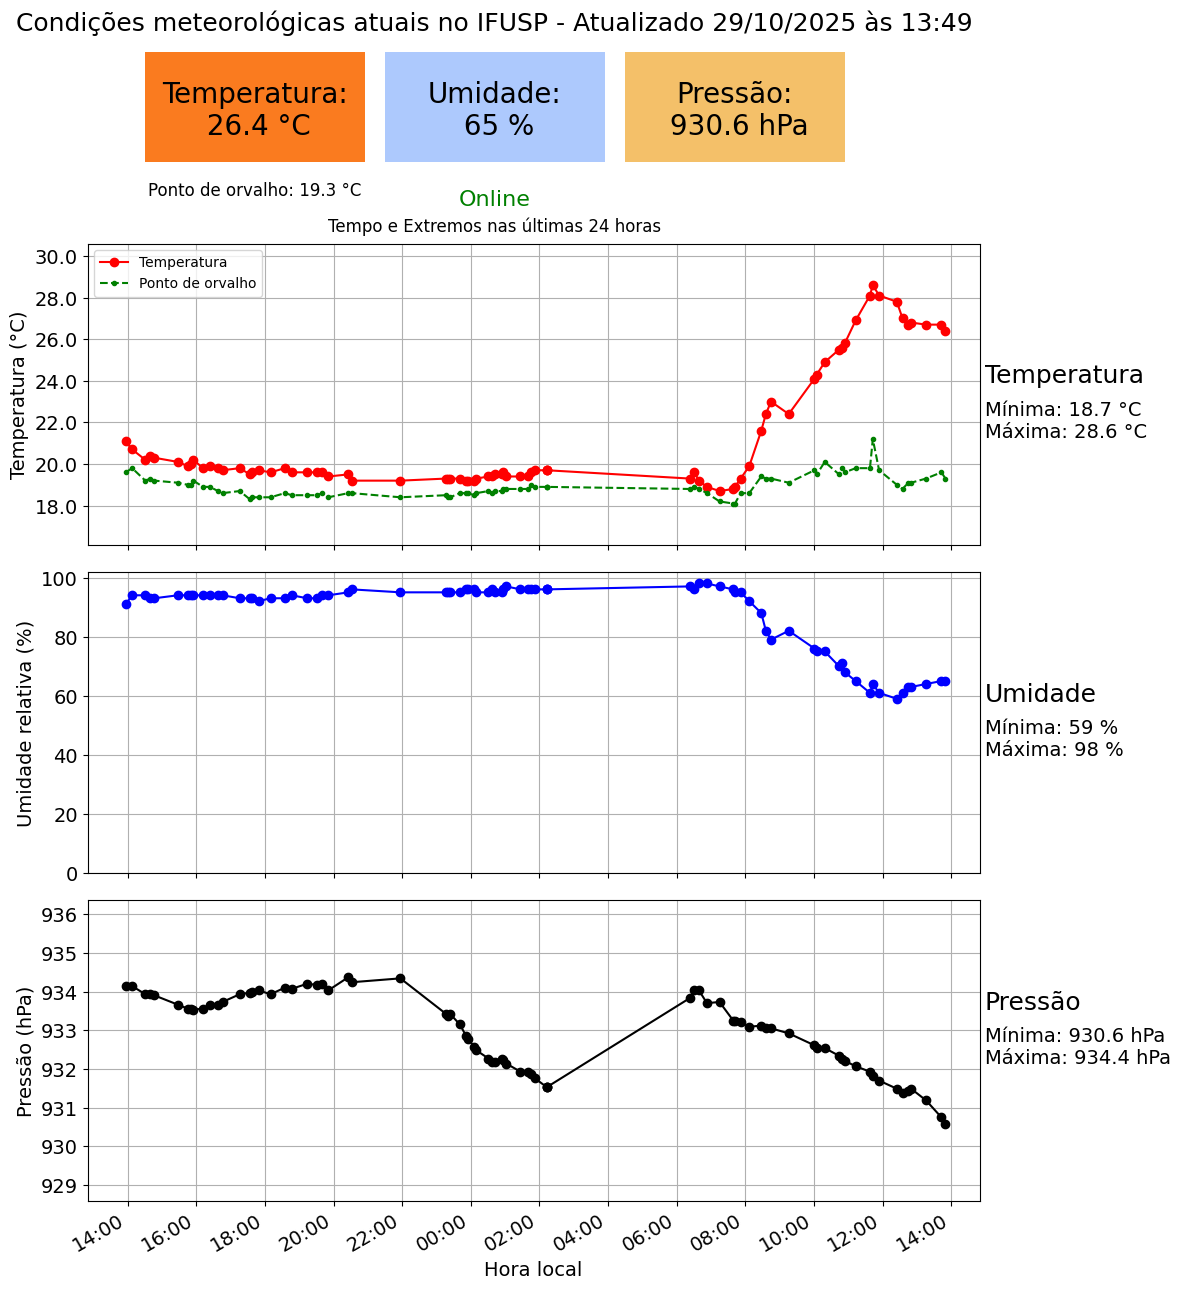 Condições meteorológicas atuais no IFUSP - Atualizado 29/10/2025 às 13:49
Temperatura:
26.4 °C
Umidade:
65 %
Pressão:
930.6 hPa
Ponto de orvalho: 19.3 °C
Online
Tempo e Extremos nas últimas 24 horas
Temperatura
Ponto de orvalho
30.0
28.0
26.0
24.0
22.0
20.0
18.0
Temperatura (°C)
Temperatura
Mínima: 18.7 °C
Máxima: 28.6 °C
100
80
60
40
20
0
Umidade relativa (%)
Umidade
Mínima: 59 %
Máxima: 98 %
936
935
934
933
932
931
930
929
Pressão (hPa)
Pressão
Mínima: 930.6 hPa
Máxima: 934.4 hPa
14:00
16:00
18:00
20:00
22:00
00:00
02:00
04:00
06:00
08:00
10:00
12:00
14:00
Hora local